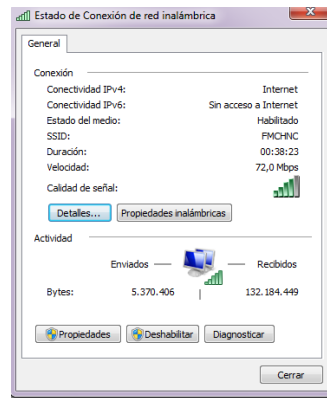 Estado de Conexión de red inalámbrica
General
Conexión
Conectividad IPv4: Internet
Conectividad IPv6: Sin acceso a Internet
Estado del medio: Habilitado
SSID: FMCHNC
Duración: 00:38:23
Velocidad: 72,0 Mbps
Calidad de señal:
Detalles... Propiedades inalámbricas
Actividad
Enviados Recibidos
Bytes: 5.370.406 132.184.449
Propiedades Deshabilitar Diagnosticar
Cerrar